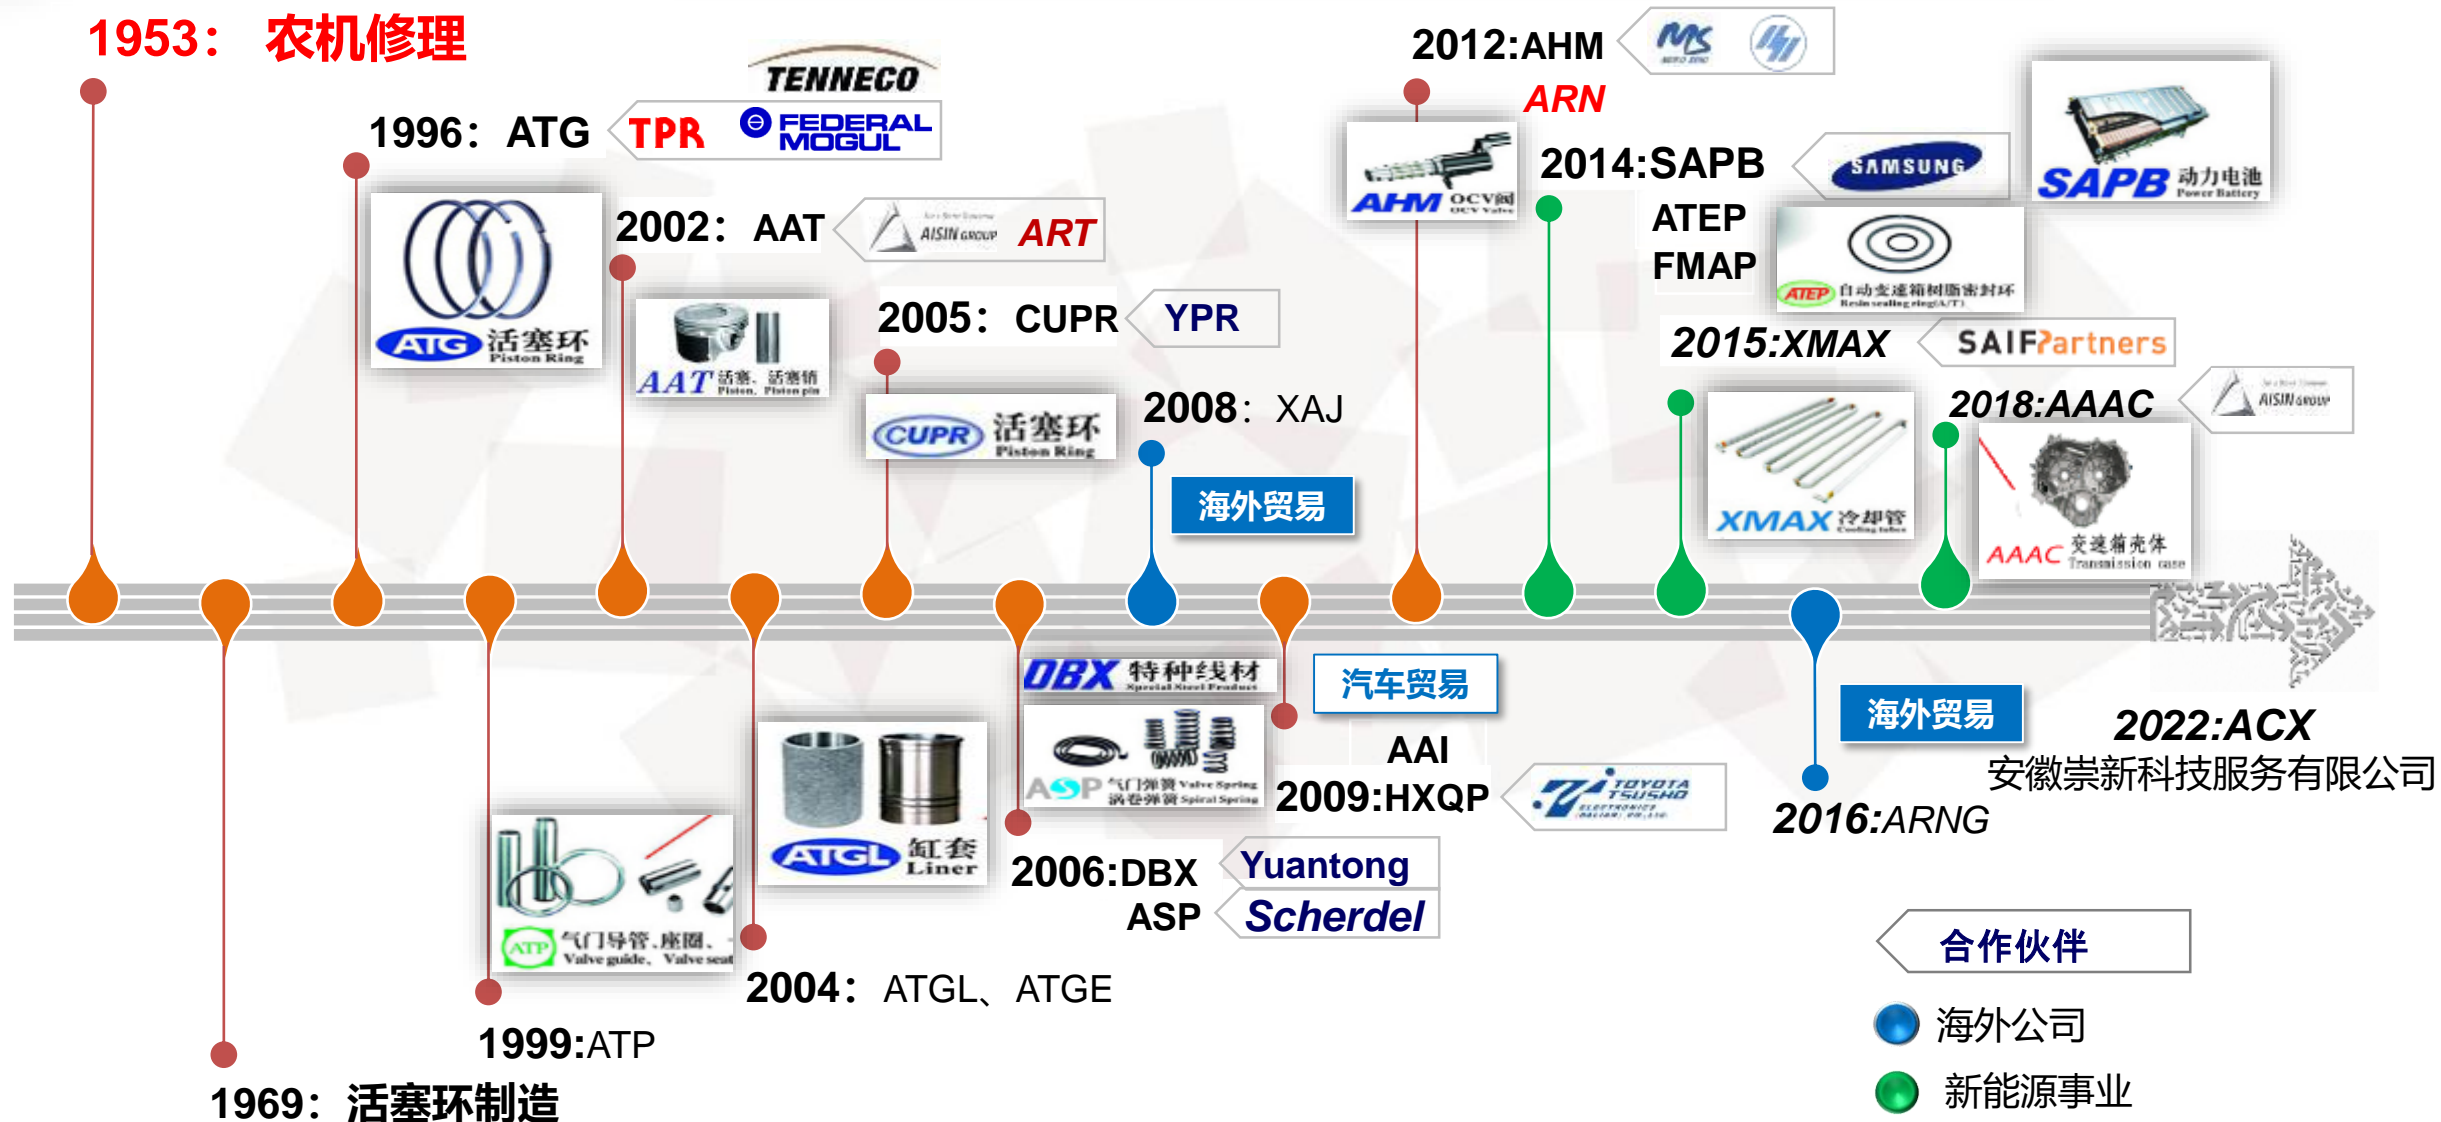 1953： 农机修理
TENNECO
1996：ATG
TPR
FEDERAL MOGUL
ATG 活塞环
Piston Ring
2002：AAT
AISIN GROUP
ART
AAT 活塞、活塞销
Piston、Piston pin
2005：CUPR
YPR
CUPR 活塞环
Piston Ring
2008：XAJ
海外贸易
2012:AHM
MS
ARN
AHM OCV阀
OCV Valve
2014:SAPB
SAMSUNG
SAPB 动力电池
Power Battery
ATEP
FMAP
ATEP 自动变速箱树脂密封环
Resin sealing ring(A/T)
2015:XMAX
SAIF Partners
XMAX 冷却管
Cooling tubes
2018:AAAC
AISIN GROUP
AAAC 变速箱壳体
Transmission case
1969：活塞环制造
1999:ATP
ATP 气门导管、座圈、
Valve guide、Valve seat
2004：ATGL、ATGE
ATGL 缸套
Liner
DBX 特种线材
Special Steel Product
ASP 气门弹簧 Valve Spring
涡卷弹簧 Spiral Spring
2006:DBX
Yuantong
ASP
Scherdel
汽车贸易
AAI
2009:HXQP
TOYOTA
TSUSHO
ELECTRONICS
(DALIAN) CO.,LTD.
海外贸易
2016:ARNG
2022:ACX
安徽崇新科技服务有限公司
合作伙伴
海外公司
新能源事业